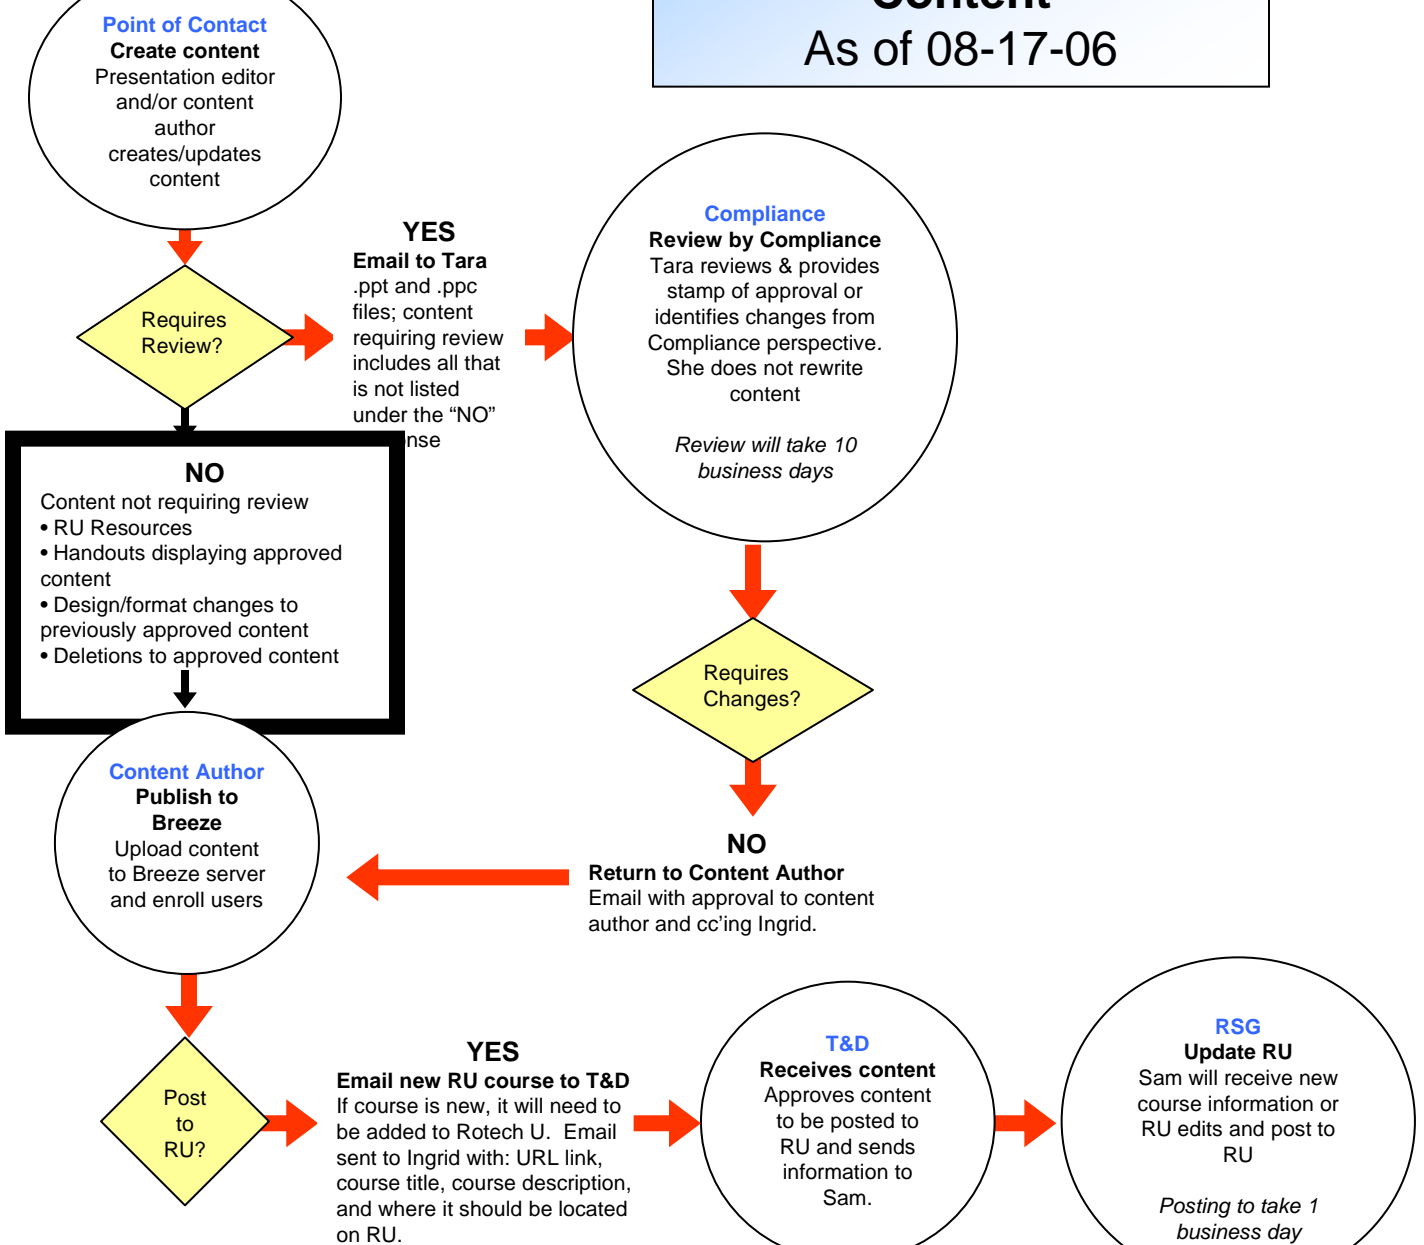 Content
As of 08-17-06
Point of Contact
Create content
Presentation editor
and/or content
author
creates/updates
content
Requires
Review?
YES
Email to Tara
.ppt and .ppc
files; content
requiring review
includes all that
is not listed
under the “NO”
Compliance
Review by Compliance
Tara reviews & provides
stamp of approval or
identifies changes from
Compliance perspective.
She does not rewrite
content
Review will take 10
business days
NO
Content not requiring review
• RU Resources
• Handouts displaying approved
content
• Design/format changes to
previously approved content
• Deletions to approved content
Requires
Changes?
Content Author
Publish to
Breeze
Upload content
to Breeze server
and enroll users
NO
Return to Content Author
Email with approval to content
author and cc’ing Ingrid.
Post
to
RU?
YES
Email new RU course to T&D
If course is new, it will need to
be added to Rotech U.  Email
sent to Ingrid with: URL link,
course title, course description,
and where it should be located
on RU.
T&D
Receives content
Approves content
to be posted to
RU and sends
information to
Sam.
RSG
Update RU
Sam will receive new
course information or
RU edits and post to
RU
Posting to take 1
business day